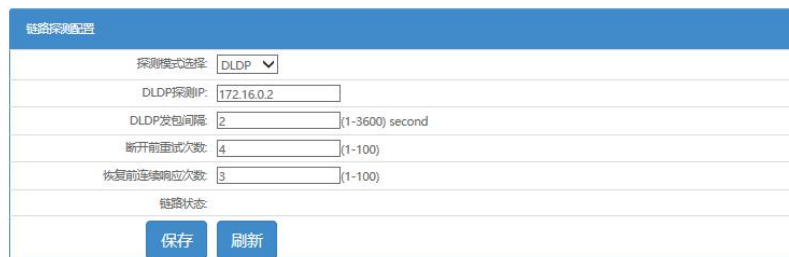 链路探测配置
探测模式选择: DLDP
DLDP探测IP: 172.16.0.2
DLDP发包间隔: 2 (1-3600) second
断开前重试次数: 4 (1-100)
恢复前连续响应次数: 3 (1-100)
链路状态:
保存 刷新